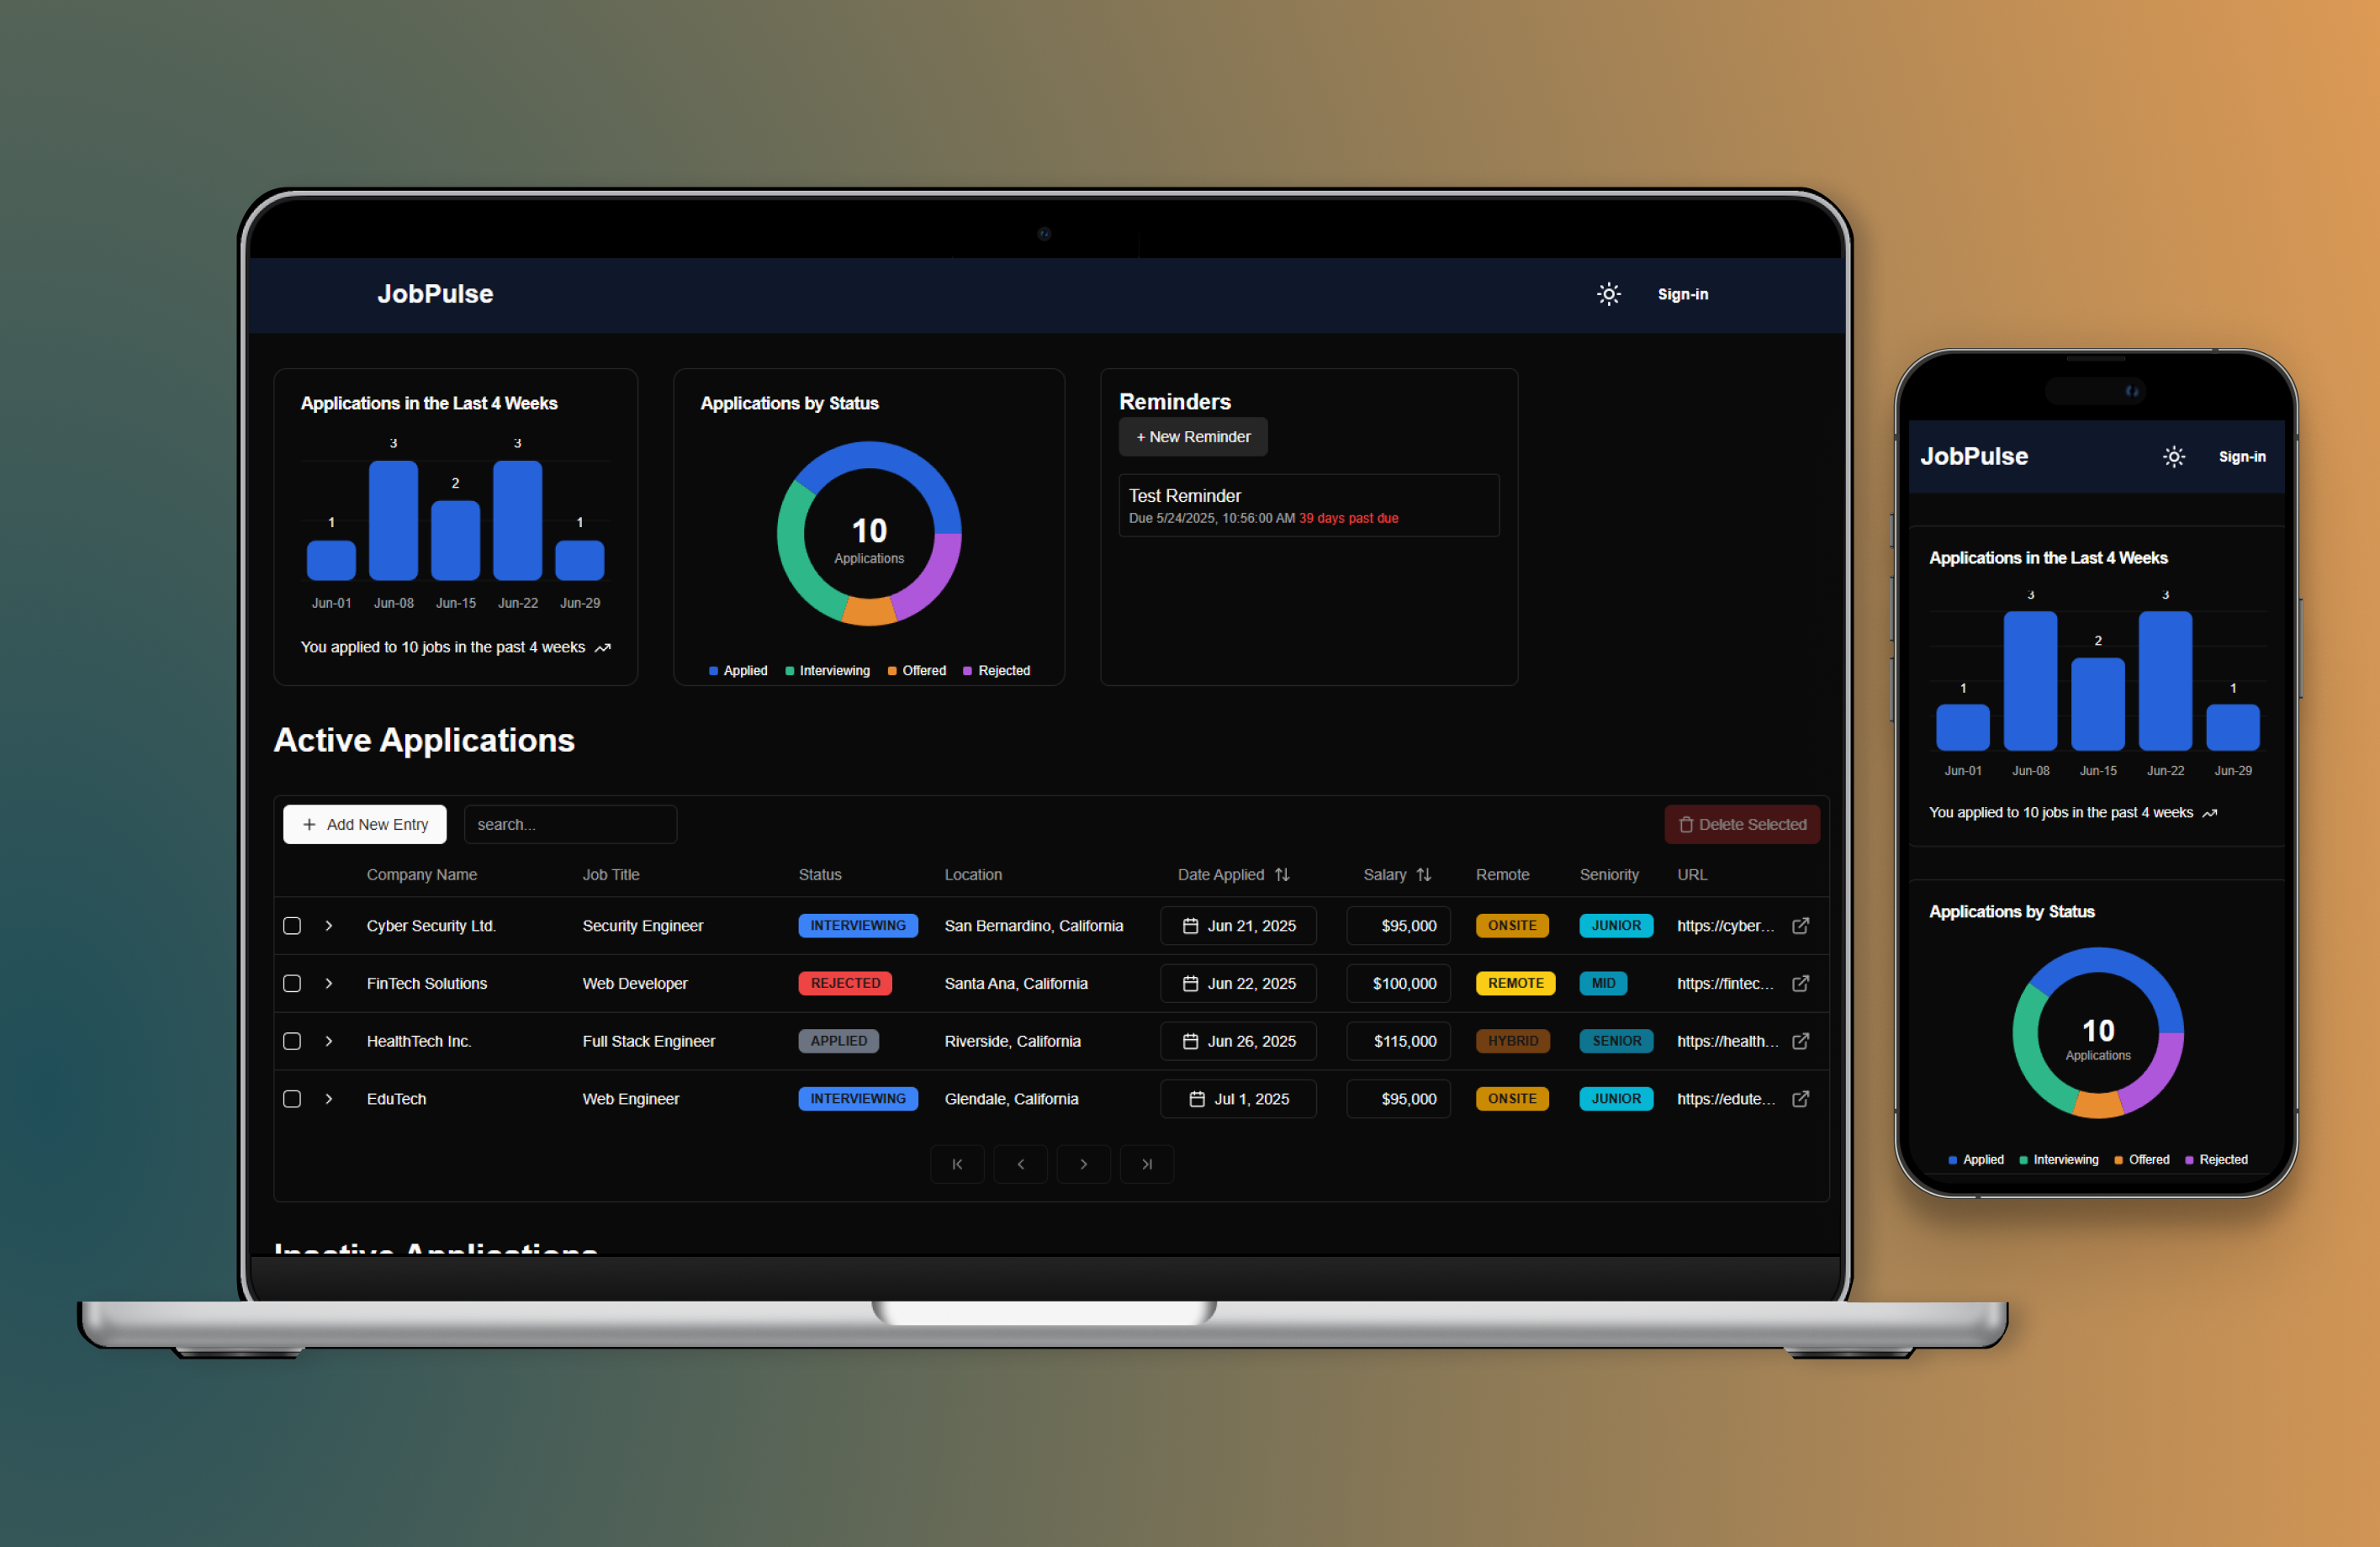 JobPulse
Sign-in
Applications in the Last 4 Weeks
3
3
2
1
1
Jun-01 Jun-08 Jun-15 Jun-22 Jun-29
You applied to 10 jobs in the past 4 weeks
Applications by Status
10
Applications
Applied Interviewing Offered Rejected
Reminders
+ New Reminder
Test Reminder
Due 5/24/2025, 10:56:00 AM 39 days past due
Active Applications
+ Add New Entry
search...
Delete Selected
Company Name Job Title Status Location Date Applied Salary Remote Seniority URL
Cyber Security Ltd. Security Engineer INTERVIEWING San Bernardino, California Jun 21, 2025 $95,000 ONSITE JUNIOR https://cyber...
FinTech Solutions Web Developer REJECTED Santa Ana, California Jun 22, 2025 $100,000 REMOTE MID https://fintec...
HealthTech Inc. Full Stack Engineer APPLIED Riverside, California Jun 26, 2025 $115,000 HYBRID SENIOR https://health...
EduTech Web Engineer INTERVIEWING Glendale, California Jul 1, 2025 $95,000 ONSITE JUNIOR https://edute...
Inactive Applications
JobPulse
Sign-in
Applications in the Last 4 Weeks
3
3
2
1
1
Jun-01 Jun-08 Jun-15 Jun-22 Jun-29
You applied to 10 jobs in the past 4 weeks
Applications by Status
10
Applications
Applied Interviewing Offered Rejected